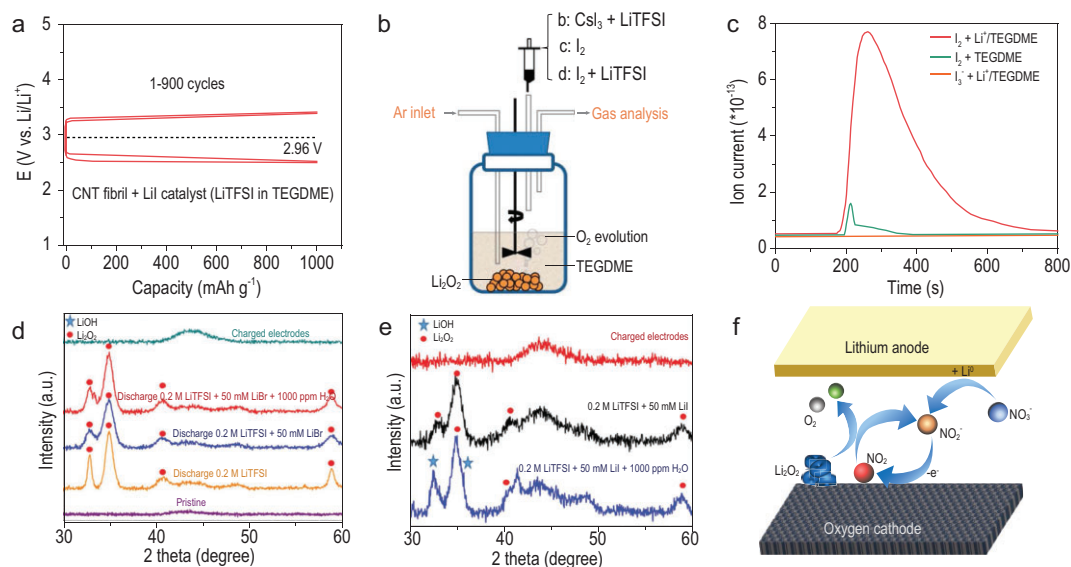 a
E (V vs. Li/Li⁺)
5
4
3
2
1
1-900 cycles
2.96 V
CNT fibril + LiI catalyst (LiTFSI in TEGDME)
0 200 400 600 800 1000
Capacity (mAh g⁻¹)
b
b: CsI₃ + LiTFSI
c: I₂
d: I₂ + LiTFSI
Ar inlet
Gas analysis
O₂ evolution
TEGDME
Li₂O₂
c
Ion current (*10⁻¹³)
8
6
4
2
0
I₂ + Li⁺/TEGDME
I₂ + TEGDME
I₃⁻ + Li⁺/TEGDME
0 200 400 600 800
Time (s)
d
Intensity (a.u.)
LiOH
Li₂O₂
Charged electrodes
Discharge 0.2 M LiTFSI + 50 mM LiBr + 1000 ppm H₂O
Discharge 0.2 M LiTFSI + 50 mM LiBr
Discharge 0.2 M LiTFSI
Pristine
30 40 50 60
2 theta (degree)
e
Intensity (a.u.)
LiOH
Li₂O₂
Charged electrodes
0.2 M LiTFSI + 50 mM LiI
0.2 M LiTFSI + 50 mM LiI + 1000 ppm H₂O
30 40 50 60
2 theta (degree)
f
Lithium anode
+ Li⁰
O₂
NO₃⁻
NO₂⁻
Li₂O₂
NO₂
-e⁻
Oxygen cathode